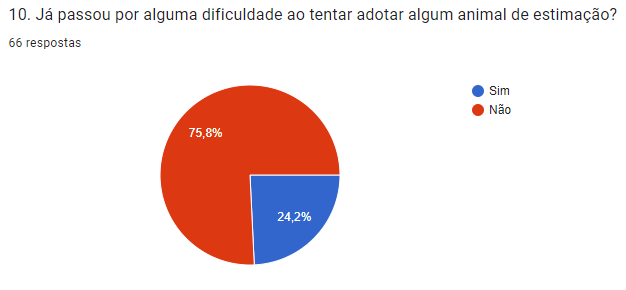 10. Já passou por alguma dificuldade ao tentar adotar algum animal de estimação?
66 respostas
Sim
Não
75,8%
24,2%